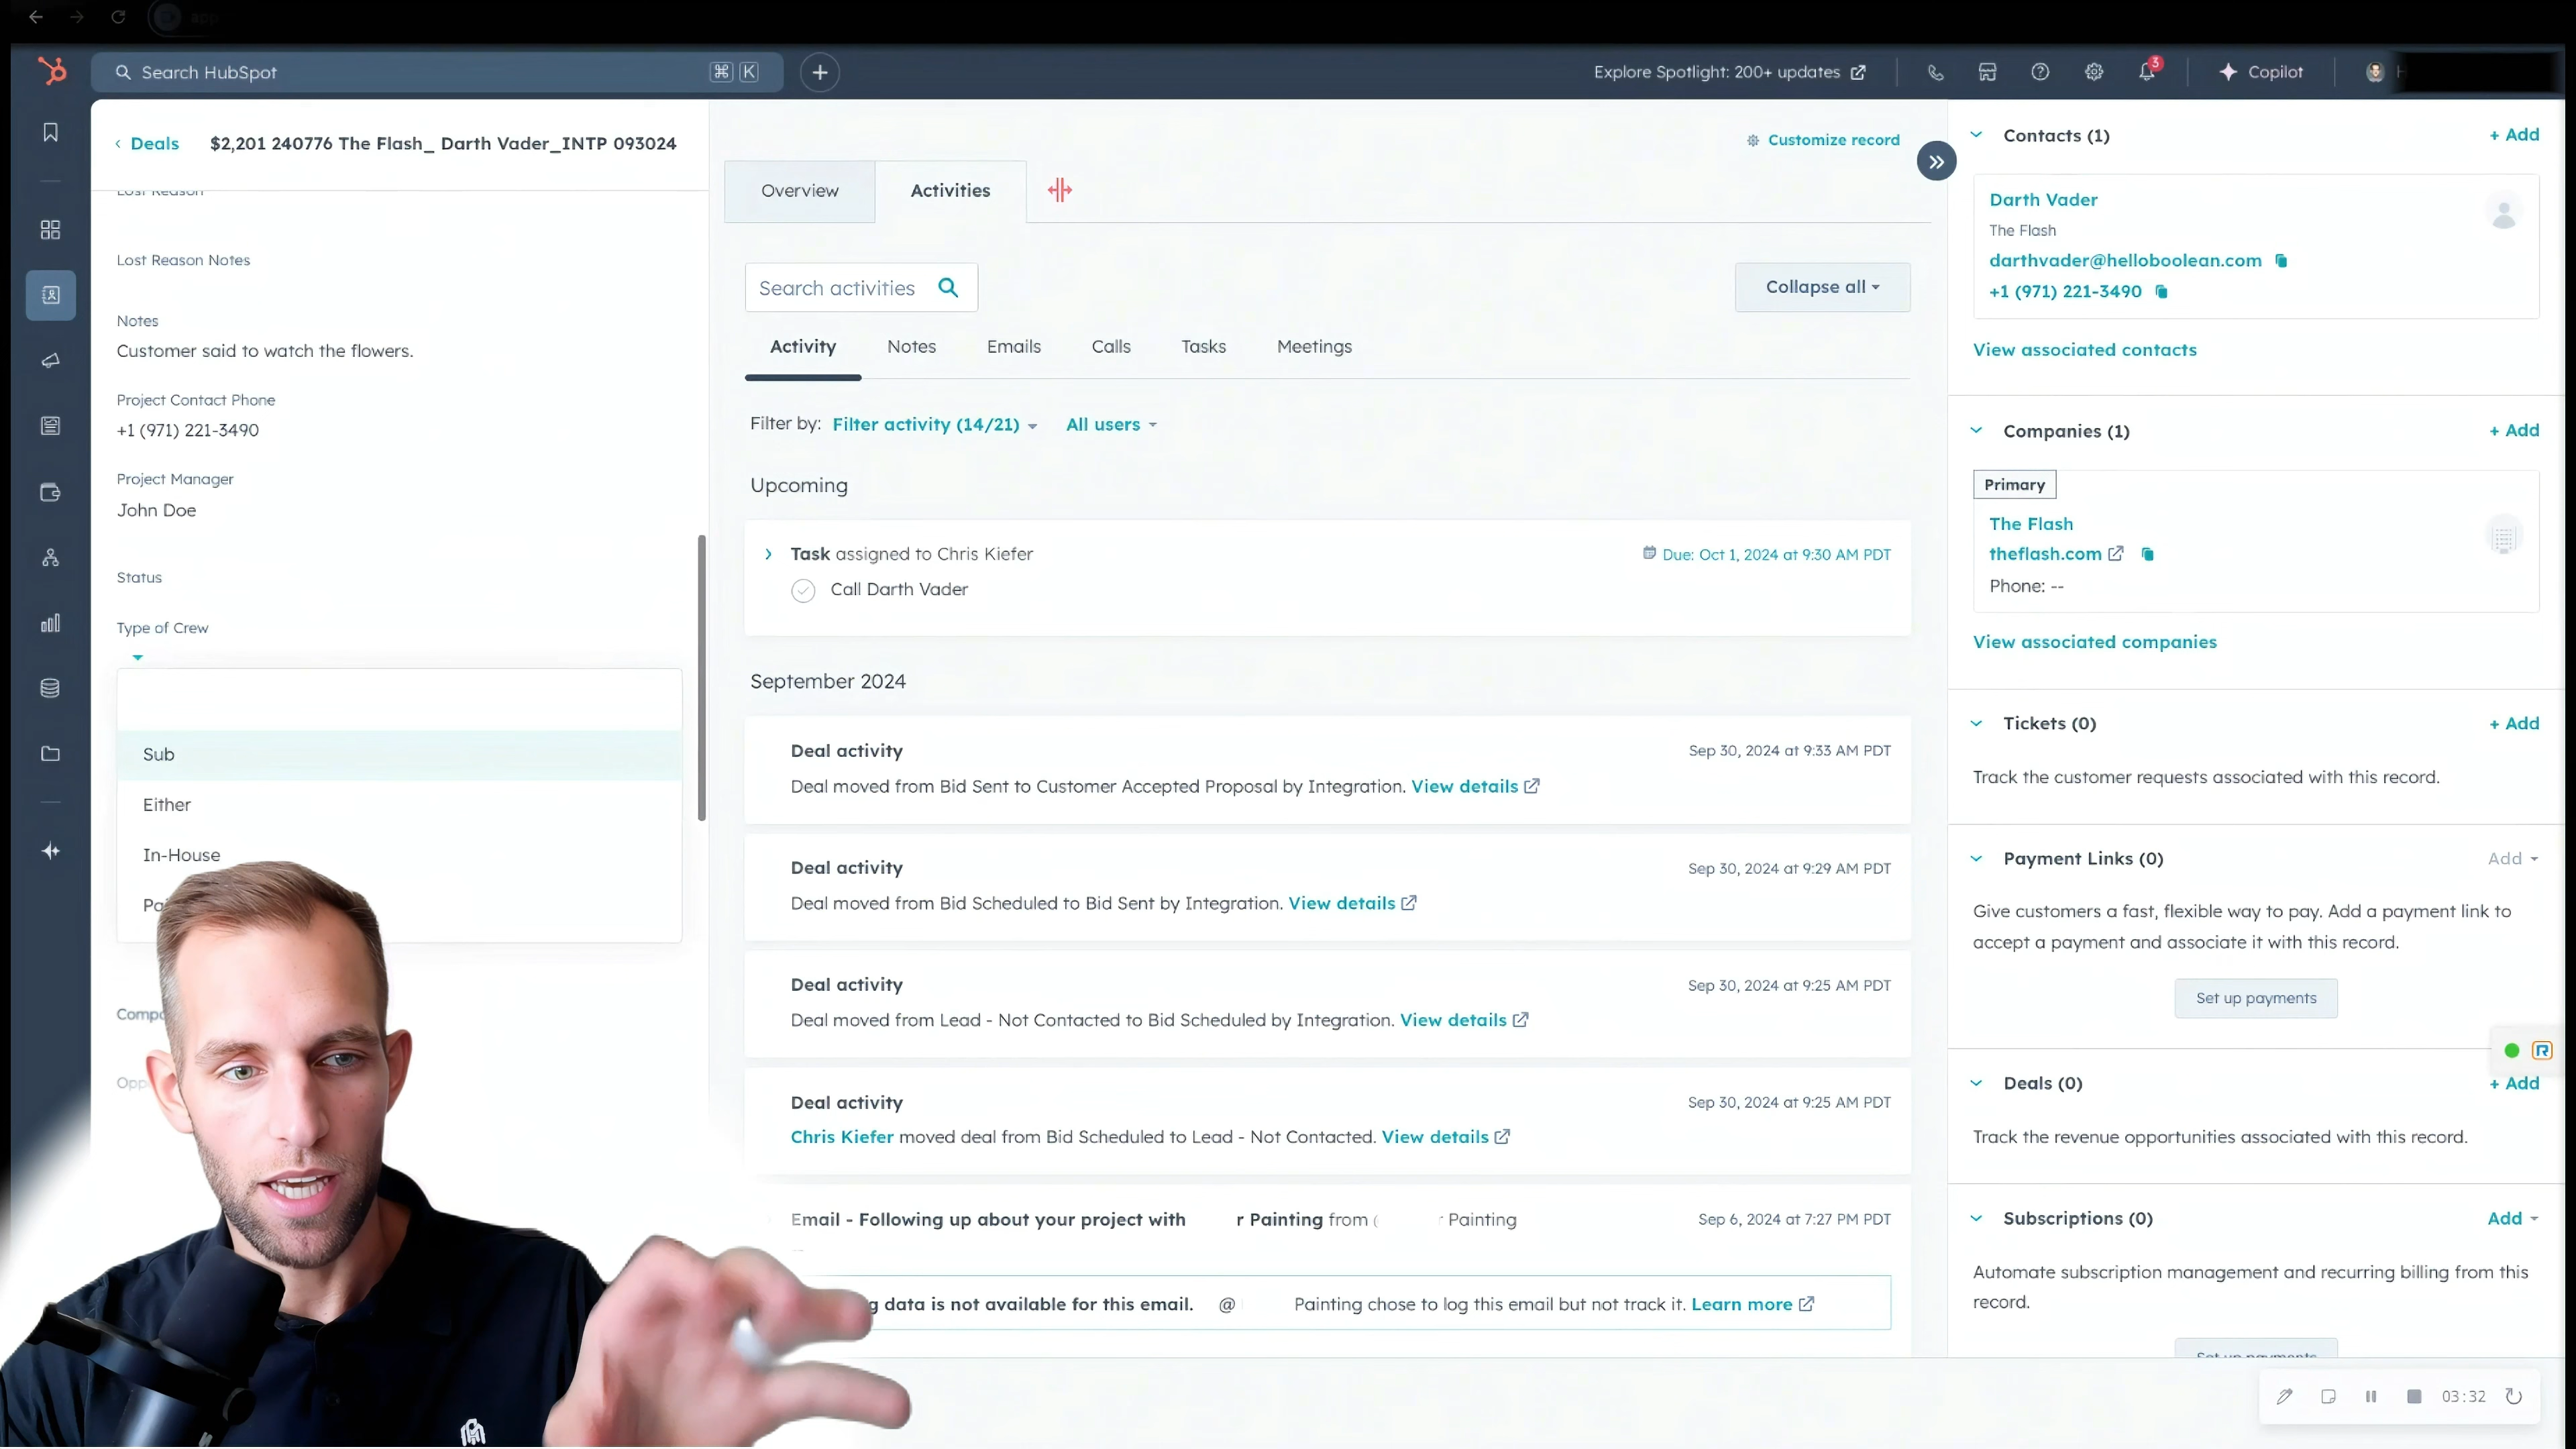 Search HubSpot
⌘ K
Explore Spotlight: 200+ updates
3
Copilot
Deals
$2,201 240776 The Flash_ Darth Vader_INTP 093024
Lost Reason
Lost Reason Notes
Notes
Customer said to watch the flowers.
Project Contact Phone
+1 (971) 221-3490
Project Manager
John Doe
Status
Type of Crew
Sub
Either
In-House
Customize record
Overview
Activities
Search activities
Collapse all
Activity
Notes
Emails
Calls
Tasks
Meetings
Filter by: Filter activity (14/21) All users
Upcoming
Task assigned to Chris Kiefer
Due: Oct 1, 2024 at 9:30 AM PDT
Call Darth Vader
September 2024
Deal activity
Sep 30, 2024 at 9:33 AM PDT
Deal moved from Bid Sent to Customer Accepted Proposal by Integration. View details
Deal activity
Sep 30, 2024 at 9:29 AM PDT
Deal moved from Bid Scheduled to Bid Sent by Integration. View details
Deal activity
Sep 30, 2024 at 9:25 AM PDT
Deal moved from Lead - Not Contacted to Bid Scheduled by Integration. View details
Deal activity
Sep 30, 2024 at 9:25 AM PDT
Chris Kiefer moved deal from Bid Scheduled to Lead - Not Contacted. View details
Email - Following up about your project with r Painting from ( Painting
Sep 6, 2024 at 7:27 PM PDT
g data is not available for this email. @ Painting chose to log this email but not track it. Learn more
Contacts (1)
+ Add
Darth Vader
The Flash
darthvader@helloboolean.com
+1 (971) 221-3490
View associated contacts
Companies (1)
+ Add
Primary
The Flash
theflash.com
Phone: --
View associated companies
Tickets (0)
+ Add
Track the customer requests associated with this record.
Payment Links (0)
Add
Give customers a fast, flexible way to pay. Add a payment link to
accept a payment and associate it with this record.
Set up payments
Deals (0)
+ Add
Track the revenue opportunities associated with this record.
Subscriptions (0)
Add
Automate subscription management and recurring billing from this
record.
Set up payments
03:32